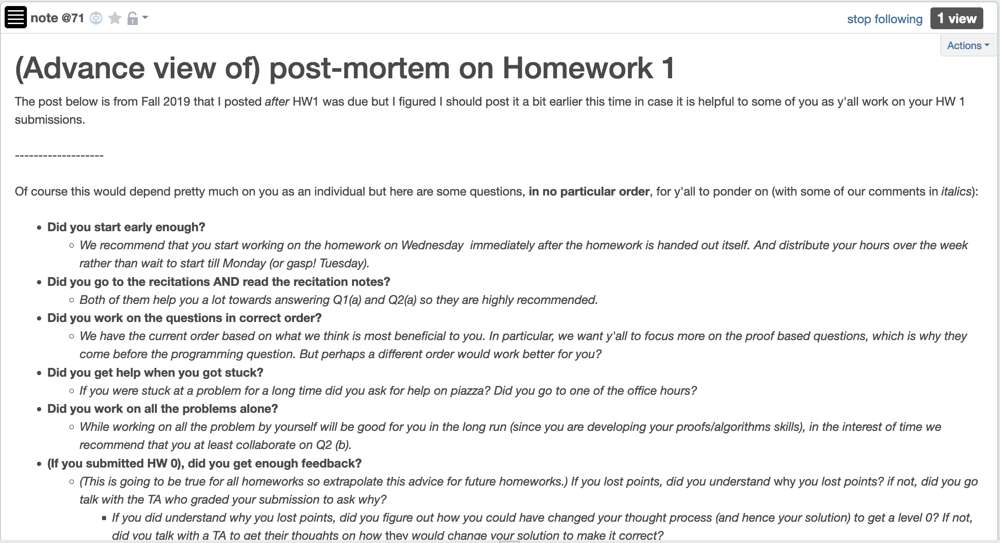 note @71
stop following 1 view
Actions
(Advance view of) post-mortem on Homework 1
The post below is from Fall 2019 that I posted after HW1 was due but I figured I should post it a bit earlier this time in case it is helpful to some of you as y'all work on your HW 1
submissions.
-------------------
Of course this would depend pretty much on you as an individual but here are some questions, in no particular order, for y'all to ponder on (with some of our comments in italics):
• Did you start early enough?
◦ We recommend that you start working on the homework on Wednesday  immediately after the homework is handed out itself. And distribute your hours over the week
rather than wait to start till Monday (or gasp! Tuesday).
• Did you go to the recitations AND read the recitation notes?
◦ Both of them help you a lot towards answering Q1(a) and Q2(a) so they are highly recommended.
• Did you work on the questions in correct order?
◦ We have the current order based on what we think is most beneficial to you. In particular, we want y'all to focus more on the proof based questions, which is why they
come before the programming question. But perhaps a different order would work better for you?
• Did you get help when you got stuck?
◦ If you were stuck at a problem for a long time did you ask for help on piazza? Did you go to one of the office hours?
• Did you work on all the problems alone?
◦ While working on all the problem by yourself will be good for you in the long run (since you are developing your proofs/algorithms skills), in the interest of time we
recommend that you at least collaborate on Q2 (b).
• (If you submitted HW 0), did you get enough feedback?
◦ (This is going to be true for all homeworks so extrapolate this advice for future homeworks.) If you lost points, did you understand why you lost points? if not, did you go
talk with the TA who graded your submission to ask why?
▪ If you did understand why you lost points, did you figure out how you could have changed your thought process (and hence your solution) to get a level 0? If not,
did you talk with a TA to get their thoughts on how they would change your solution to make it correct?